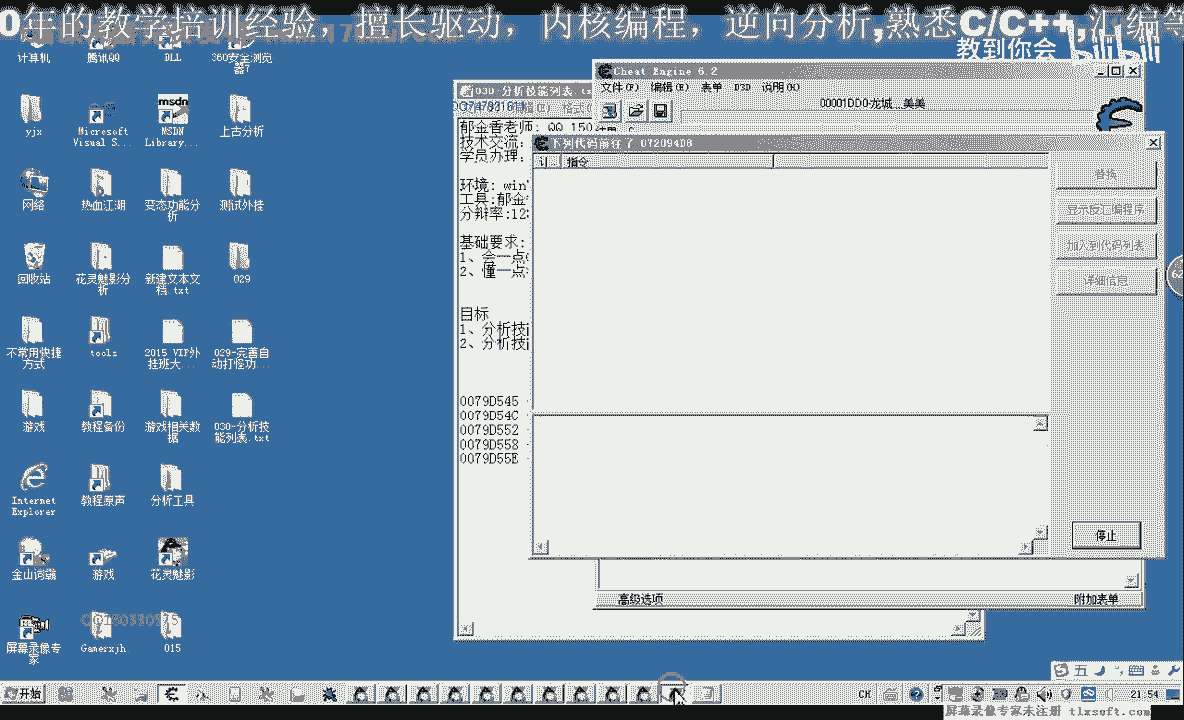 0年的教学培训经验，擅长驱动，内核编程，逆向分析,熟悉C/C++,汇编等
教到你会 bilibili
计算机
腾讯QQ
DLL
360安全浏览器7
yjx
Microsoft Visual S...
MSDN Library...
上古分析
网络
热血江湖
变态功能分析
测试外挂
回收站
花灵魅影分析
新建文本文档.txt
029
不常用快捷方式
tools
2015 VIP外挂班大...
029-完善自动打怪功...
游戏
教程备份
游戏相关数据
030-分析技能列表.txt
Internet Explorer
教程原声
分析工具
金山词霸
游戏
花灵魅影
屏幕录像专家
Gamerxjh
015
Cheat Engine 6.2
文件(F) 编辑(E) 表单 D3D 说明(H)
00001DD0-龙城...美美
030-分析技能列表.tx
郁金香老师: QQ 150
技术交流:
学员办理:
环境: win
工具:郁金
分辩率:12
基础要求:
1、会一点
2、懂一点
目标
1、分析技
2、分析技
0079D545
0079D54C
0079D552
0079D558
0079D55E
下列代码前往了 072094D8
计..
指令
替换
显示反汇编程序
加入到代码列表
详细信息
停止
高级选项
附加表单
开始
CH
21:54
屏幕录像专家未注册 tlxsoft.com